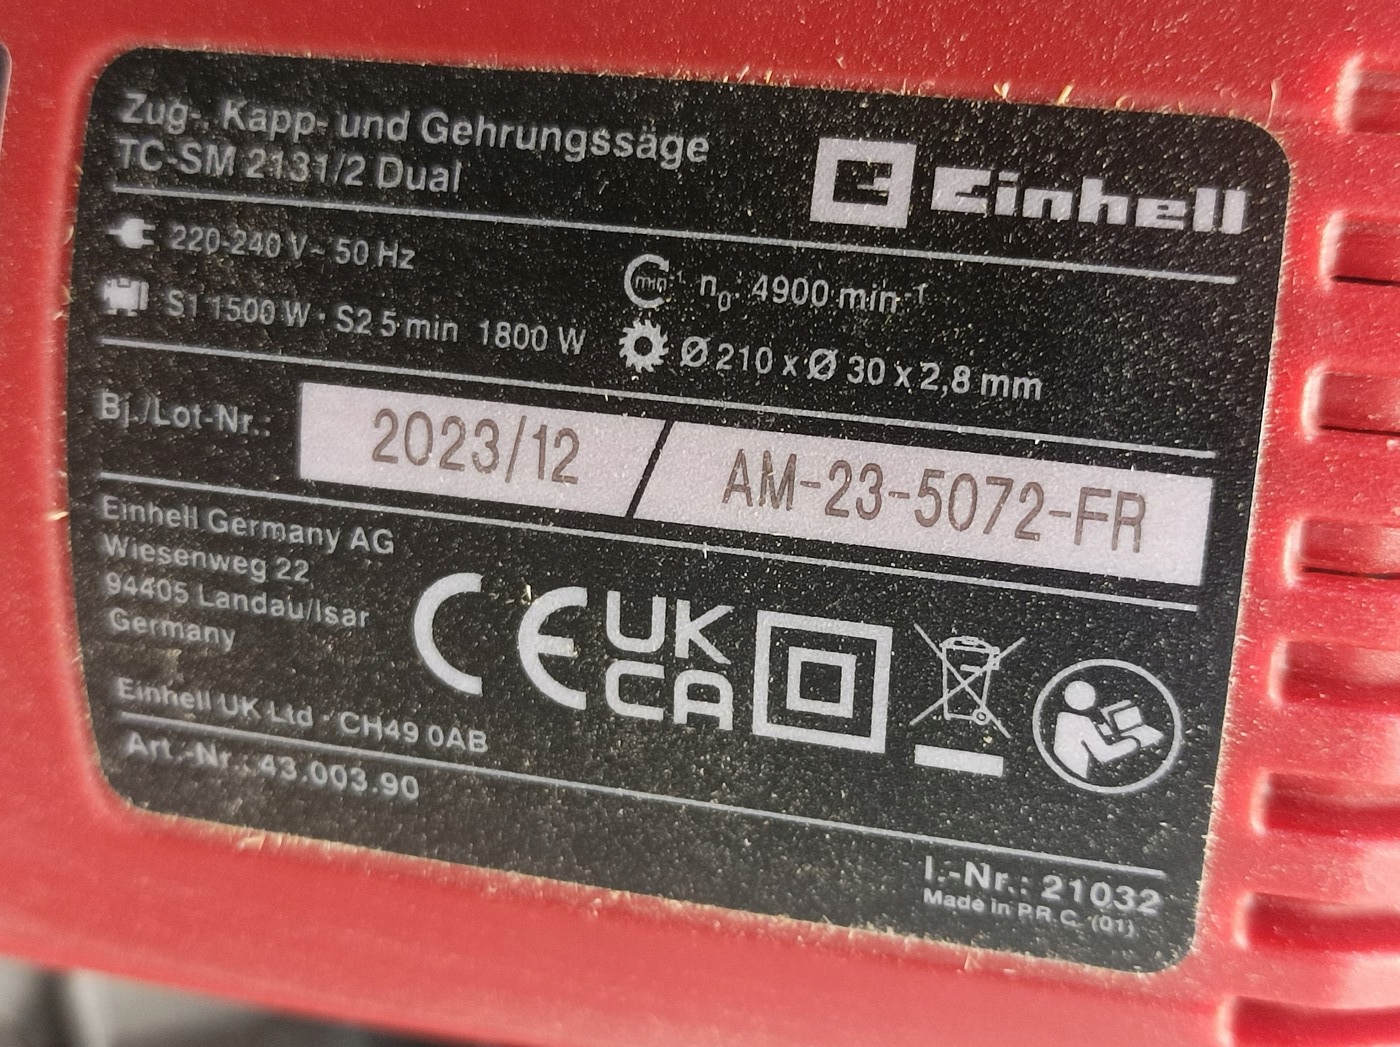 Zug-, Kapp- und Gehrungssäge
TC-SM 2131/2 Dual
Einhell
220-240 V~ 50 Hz
min⁻¹ n₀: 4900 min⁻¹
S1 1500 W · S2 5 min 1800 W
Ø 210 x Ø 30 x 2,8 mm
Bj./Lot-Nr.: 2023/12 / AM-23-5072-FR
Einhell Germany AG
Wiesenweg 22
94405 Landau/Isar
Germany
Einhell UK Ltd · CH49 0AB
CE UK
CA
Art.-Nr.: 43.003.90
I.-Nr.: 21032
Made in P.R.C. (01)